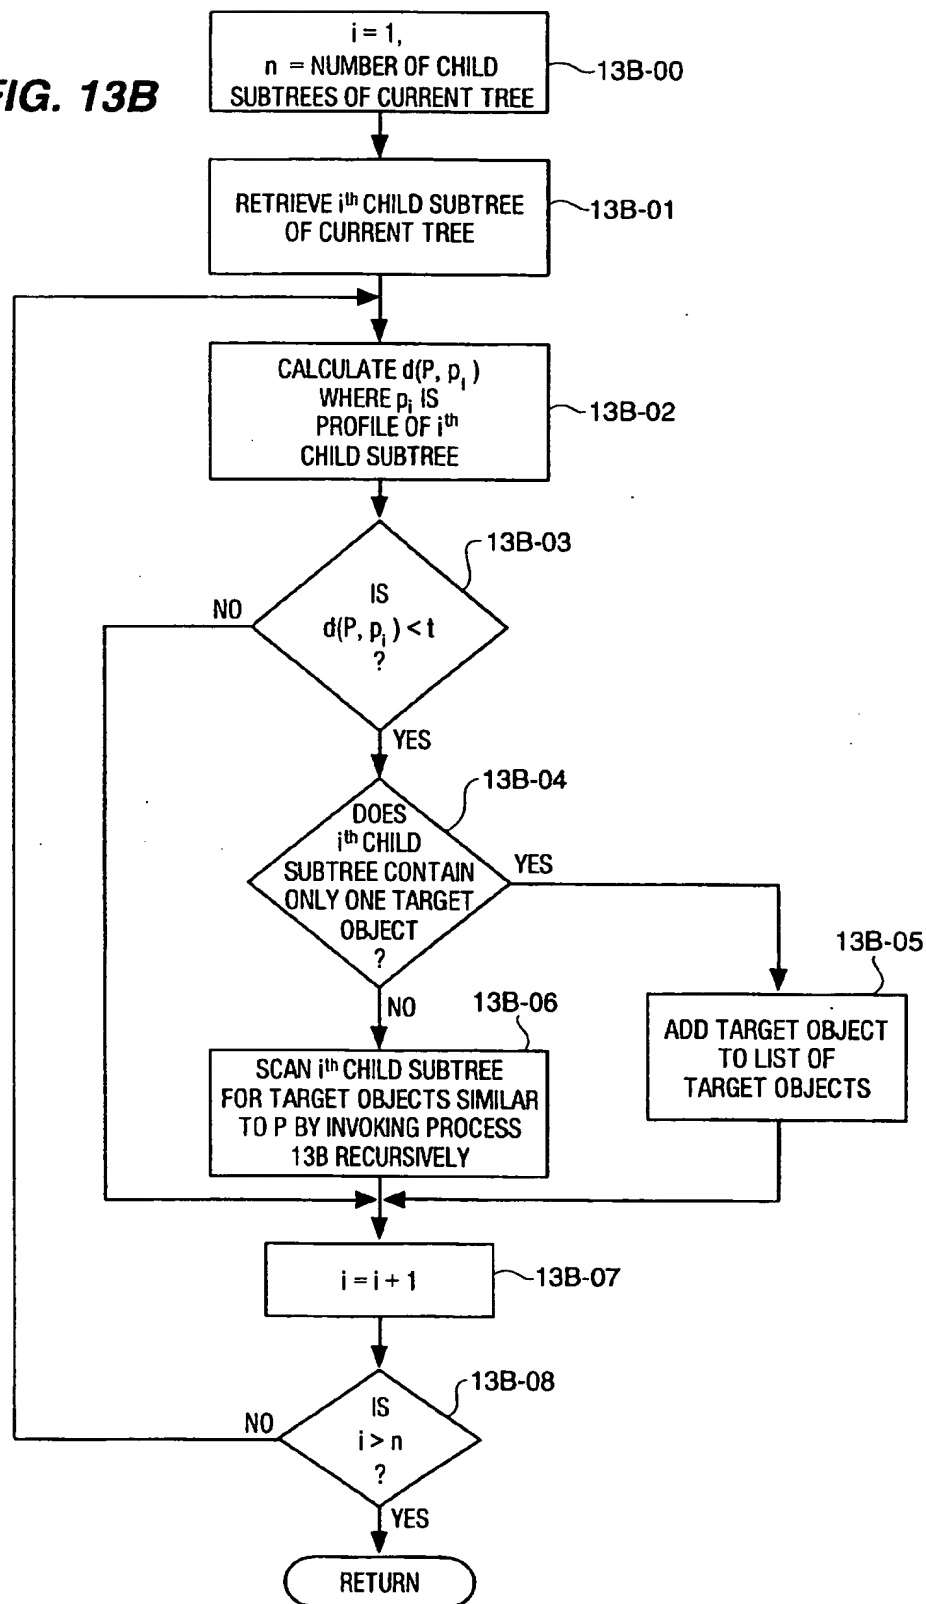 FIG. 13B
i = 1,
n = NUMBER OF CHILD
SUBTREES OF CURRENT TREE
13B-00
RETRIEVE iᵗʰ CHILD SUBTREE
OF CURRENT TREE
13B-01
CALCULATE d(P, pᵢ)
WHERE pᵢ IS
PROFILE OF iᵗʰ
CHILD SUBTREE
13B-02
13B-03
IS
d(P, pᵢ) < t
?
NO
YES
13B-04
DOES
iᵗʰ CHILD
SUBTREE CONTAIN
ONLY ONE TARGET
OBJECT
?
YES
NO
13B-05
ADD TARGET OBJECT
TO LIST OF
TARGET OBJECTS
13B-06
SCAN iᵗʰ CHILD SUBTREE
FOR TARGET OBJECTS SIMILAR
TO P BY INVOKING PROCESS
13B RECURSIVELY
i = i + 1
13B-07
13B-08
IS
i > n
?
NO
YES
RETURN